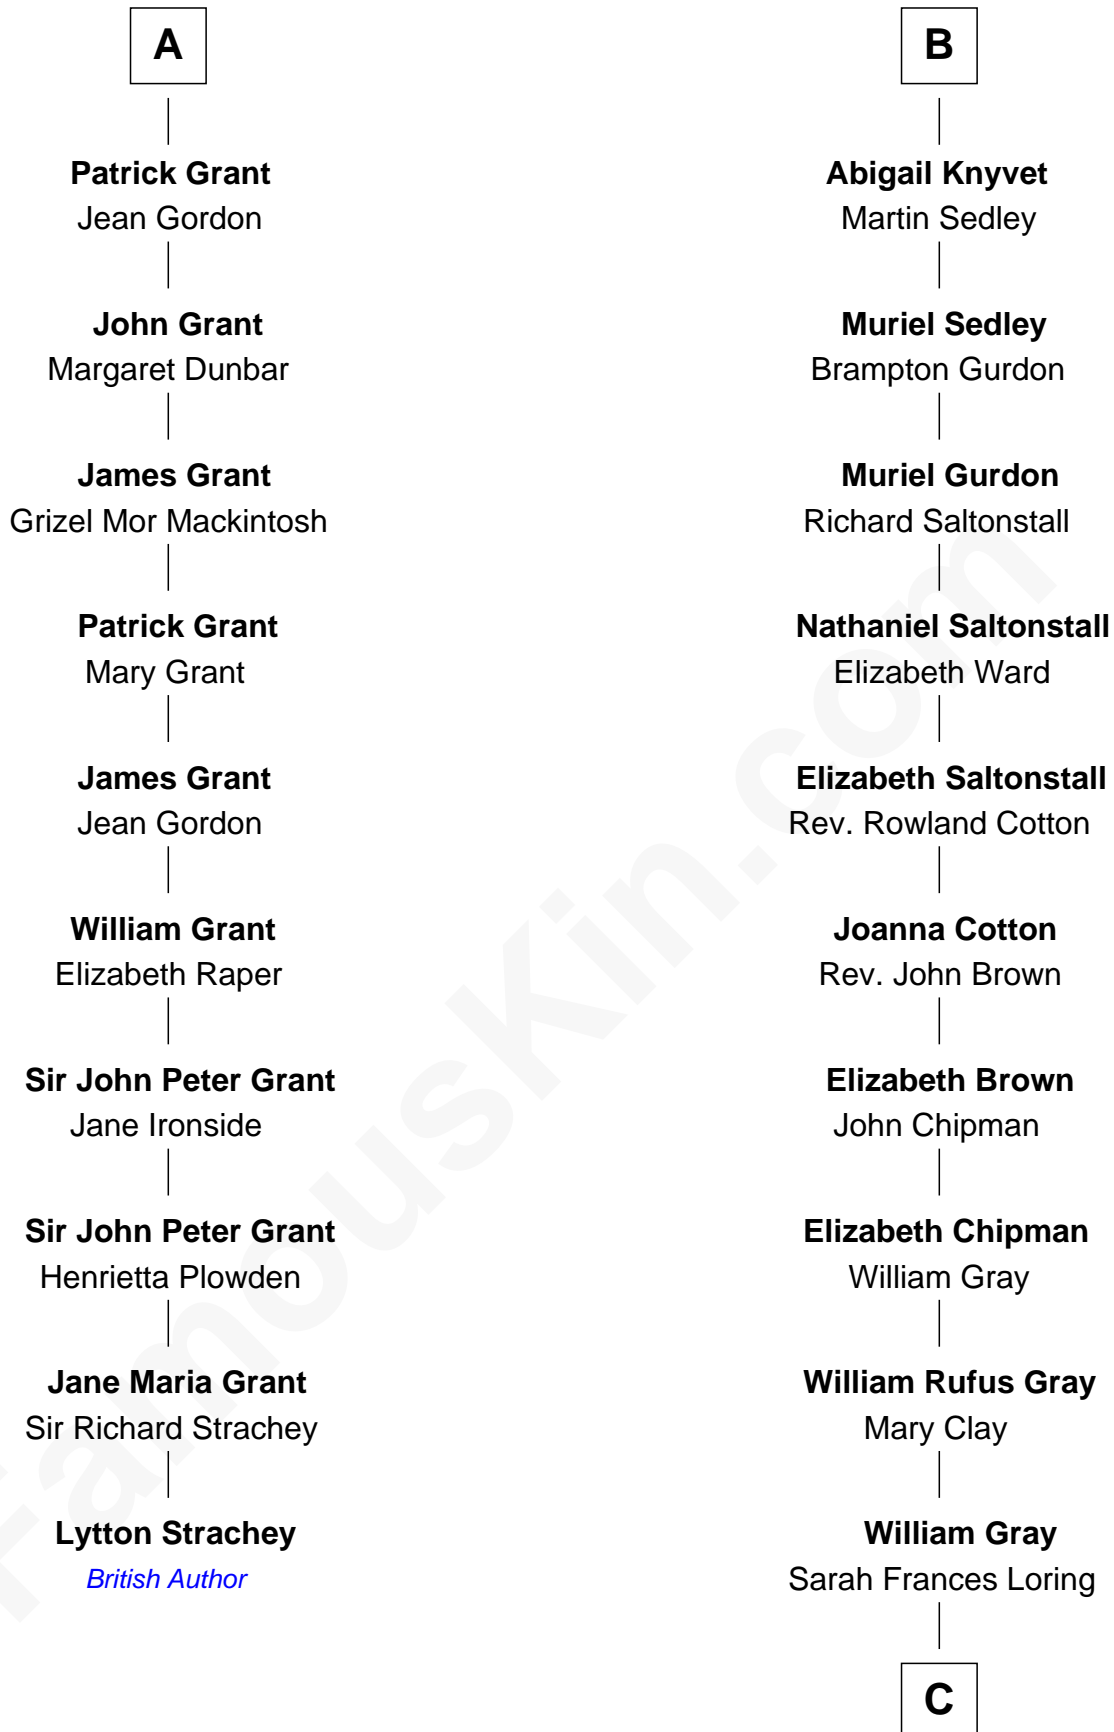 A
Patrick Grant
Jean Gordon
John Grant
Margaret Dunbar
James Grant
Grizel Mor Mackintosh
Patrick Grant
Mary Grant
James Grant
Jean Gordon
William Grant
Elizabeth Raper
Sir John Peter Grant
Jane Ironside
Sir John Peter Grant
Henrietta Plowden
Jane Maria Grant
Sir Richard Strachey
Lytton Strachey
British Author
B
Abigail Knyvet
Martin Sedley
Muriel Sedley
Brampton Gurdon
Muriel Gurdon
Richard Saltonstall
Nathaniel Saltonstall
Elizabeth Ward
Elizabeth Saltonstall
Rev. Rowland Cotton
Joanna Cotton
Rev. John Brown
Elizabeth Brown
John Chipman
Elizabeth Chipman
William Gray
William Rufus Gray
Mary Clay
William Gray
Sarah Frances Loring
C
FamousKin.com